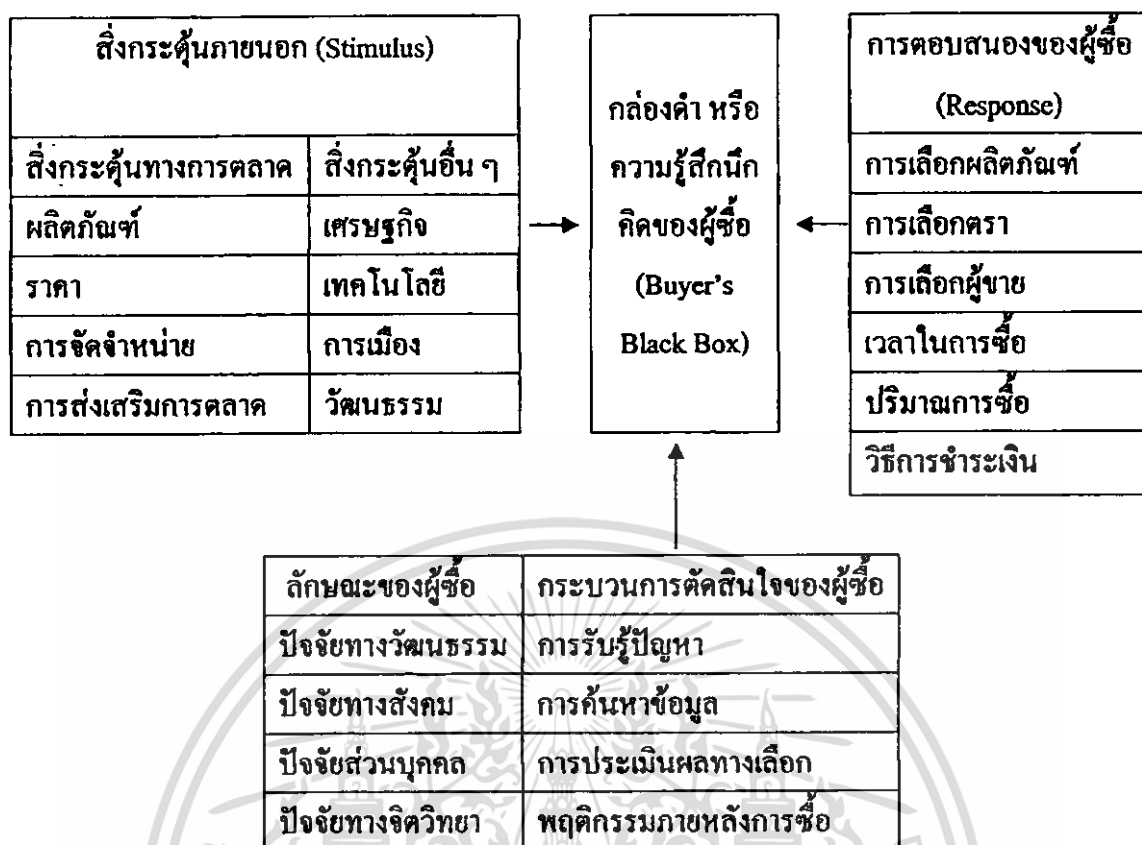 สิ่งกระตุ้นภายนอก (Stimulus)
สิ่งกระตุ้นทางการตลาด สิ่งกระตุ้นอื่น ๆ
ผลิตภัณฑ์ เศรษฐกิจ
ราคา เทคโนโลยี
การจัดจำหน่าย การเมือง
การส่งเสริมการตลาด วัฒนธรรม
กล่องดำ หรือ
ความรู้สึกนึก
คิดของผู้ซื้อ
(Buyer's
Black Box)
การตอบสนองของผู้ซื้อ
(Response)
การเลือกผลิตภัณฑ์
การเลือกตรา
การเลือกผู้ขาย
เวลาในการซื้อ
ปริมาณการซื้อ
วิธีการชำระเงิน
ลักษณะของผู้ซื้อ กระบวนการตัดสินใจของผู้ซื้อ
ปัจจัยทางวัฒนธรรม การรับรู้ปัญหา
ปัจจัยทางสังคม การค้นหาข้อมูล
ปัจจัยส่วนบุคคล การประเมินผลทางเลือก
ปัจจัยทางจิตวิทยา พฤติกรรมภายหลังการซื้อ